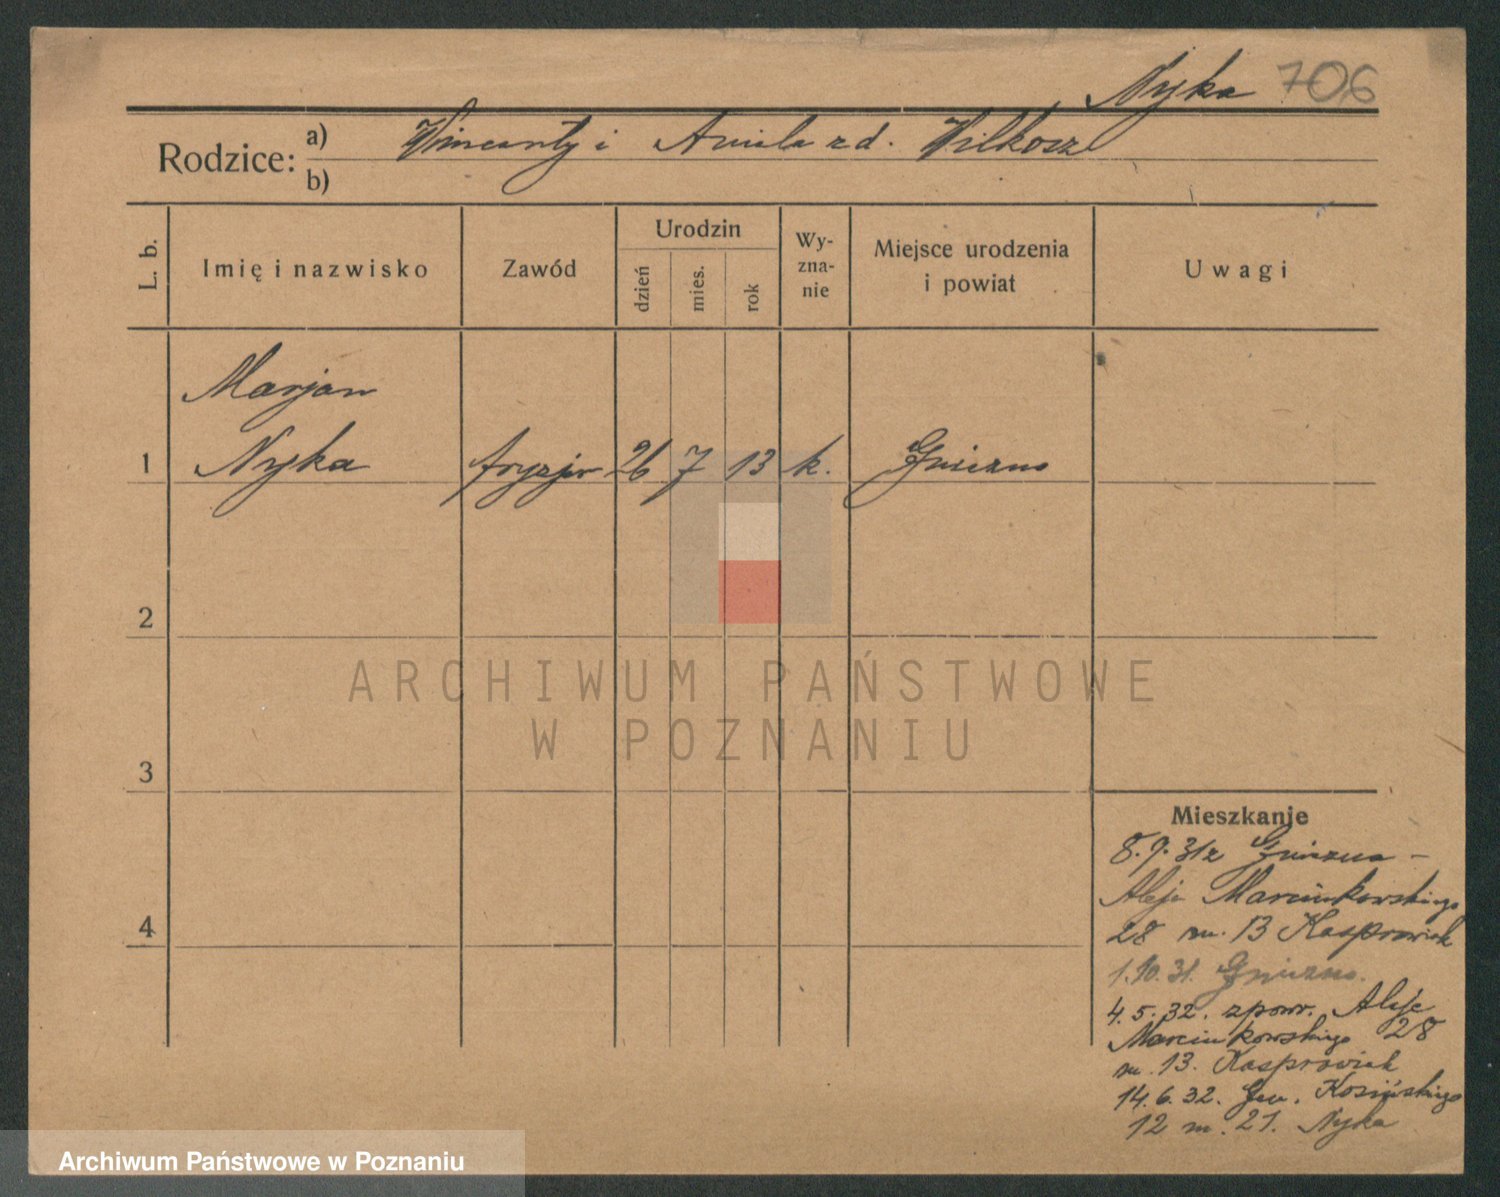 Nyka 706
Rodzice: a) Wincenty i Aniela z d. Wilkosz
b)
L. b. Imię i nazwisko Zawód Urodzin dzień mies. rok Wyznanie Miejsce urodzenia i powiat Uwagi
Marjan
1 Nyka fryzjer 26 7 13 k. Gniezno
2
3
4
Mieszkanie
8.9.31 z Gniezna -
Aleje Marcinkowskiego
28 m. 13 Kasprowiak
1.10.31. Gniezno.
4.5.32. z powr. Aleje
Marcinkowskiego 28
m. 13. Kasprowiak
14.6.32. Gen. Kosińskiego
12 m. 21. Nyka
ARCHIWUM PAŃSTWOWE
W POZNANIU
Archiwum Państwowe w Poznaniu